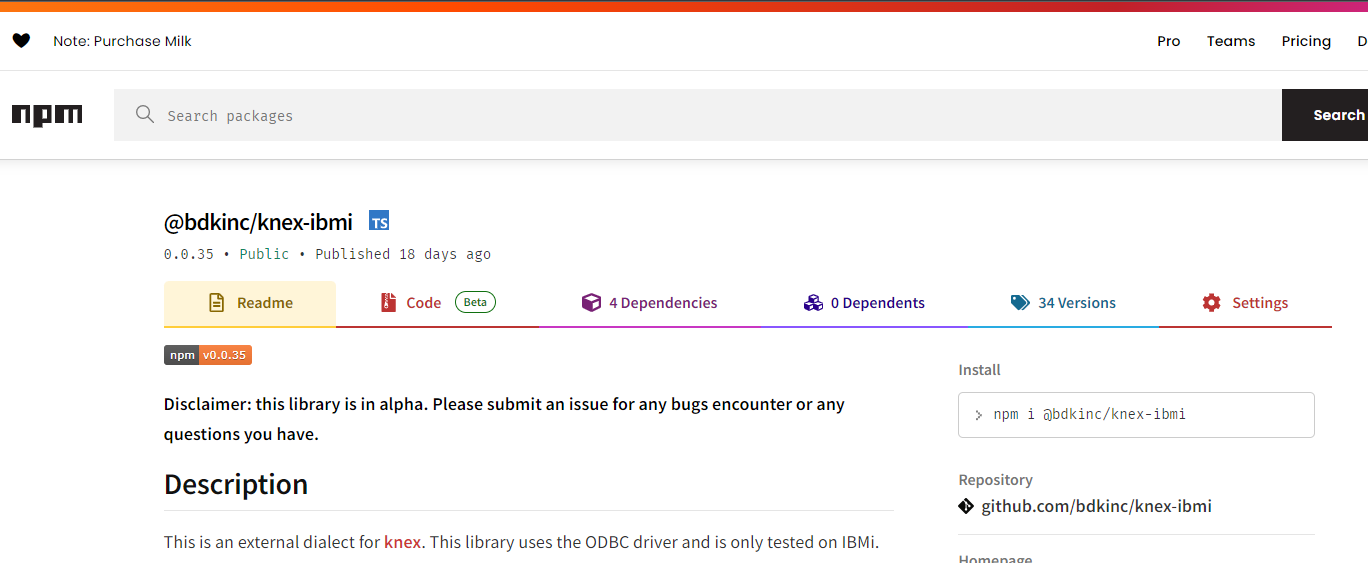 Note: Purchase Milk
Pro Teams Pricing D
npm Search packages Search
@bdkinc/knex-ibmi TS
0.0.35 • Public • Published 18 days ago
Readme Code Beta 4 Dependencies 0 Dependents 34 Versions Settings
npm v0.0.35
Disclaimer: this library is in alpha. Please submit an issue for any bugs encounter or any
questions you have.
Description
This is an external dialect for knex. This library uses the ODBC driver and is only tested on IBMi.
Install
> npm i @bdkinc/knex-ibmi
Repository
github.com/bdkinc/knex-ibmi
Homepage